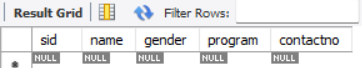 Result Grid Filter Rows:
sid name gender program contactno
NULL NULL NULL NULL NULL